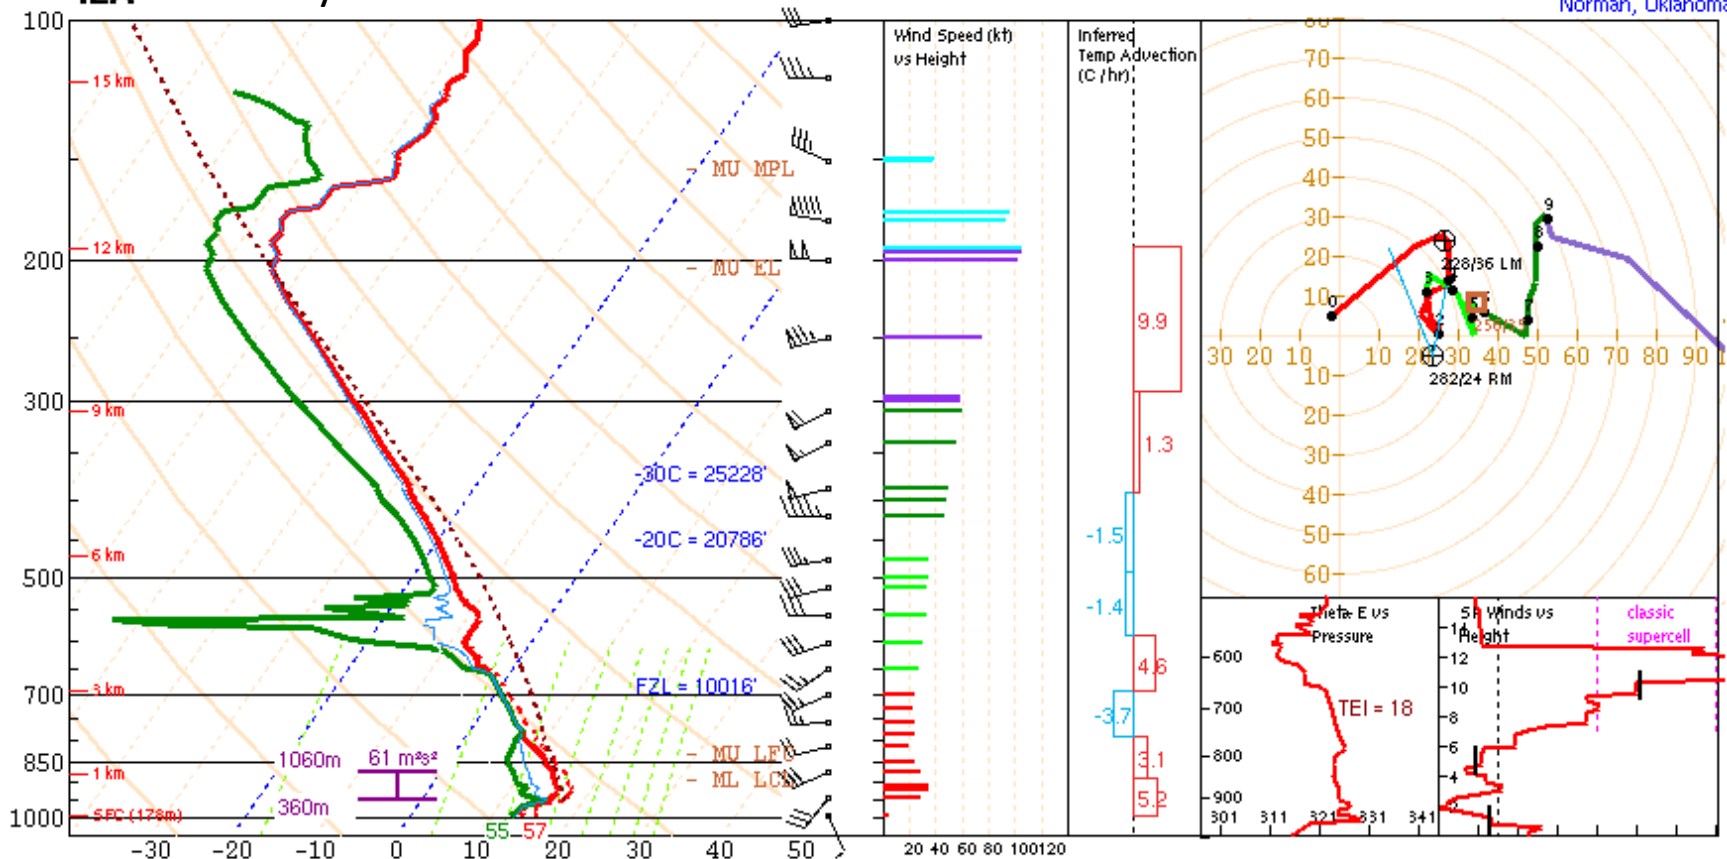 Norman, Oklahoma
100
200
300
500
700
850
1000
15 km
12 km
9 km
6 km
3 km
1 km
SFC (178m)
MU MPL
MU EL
-30C = 25228'
-20C = 20786'
FZL = 10016'
MU LFC
ML LCL
1060m
61 m²s²
360m
55 57
-30 -20 -10 0 10 20 30 40 50
Wind Speed (kt)
vs Height
20 40 60 80 100 120
Inferred
Temp Advection
(C / hr)
9.9
1.3
-1.5
-1.4
4.6
-3.7
3.1
5.2
80
70
60
50
40
30
20
10
30 20 10 10 20 30 40 50 60 70 80 90
10
20
30
40
50
60
0
9
228/36 LM
282/24 RM
Theta-E vs
Pressure
600
700
800
900
TEI = 18
301 311 321 331 341
SR Winds vs
Height
classic
supercell
14
12
10
8
6
4
2